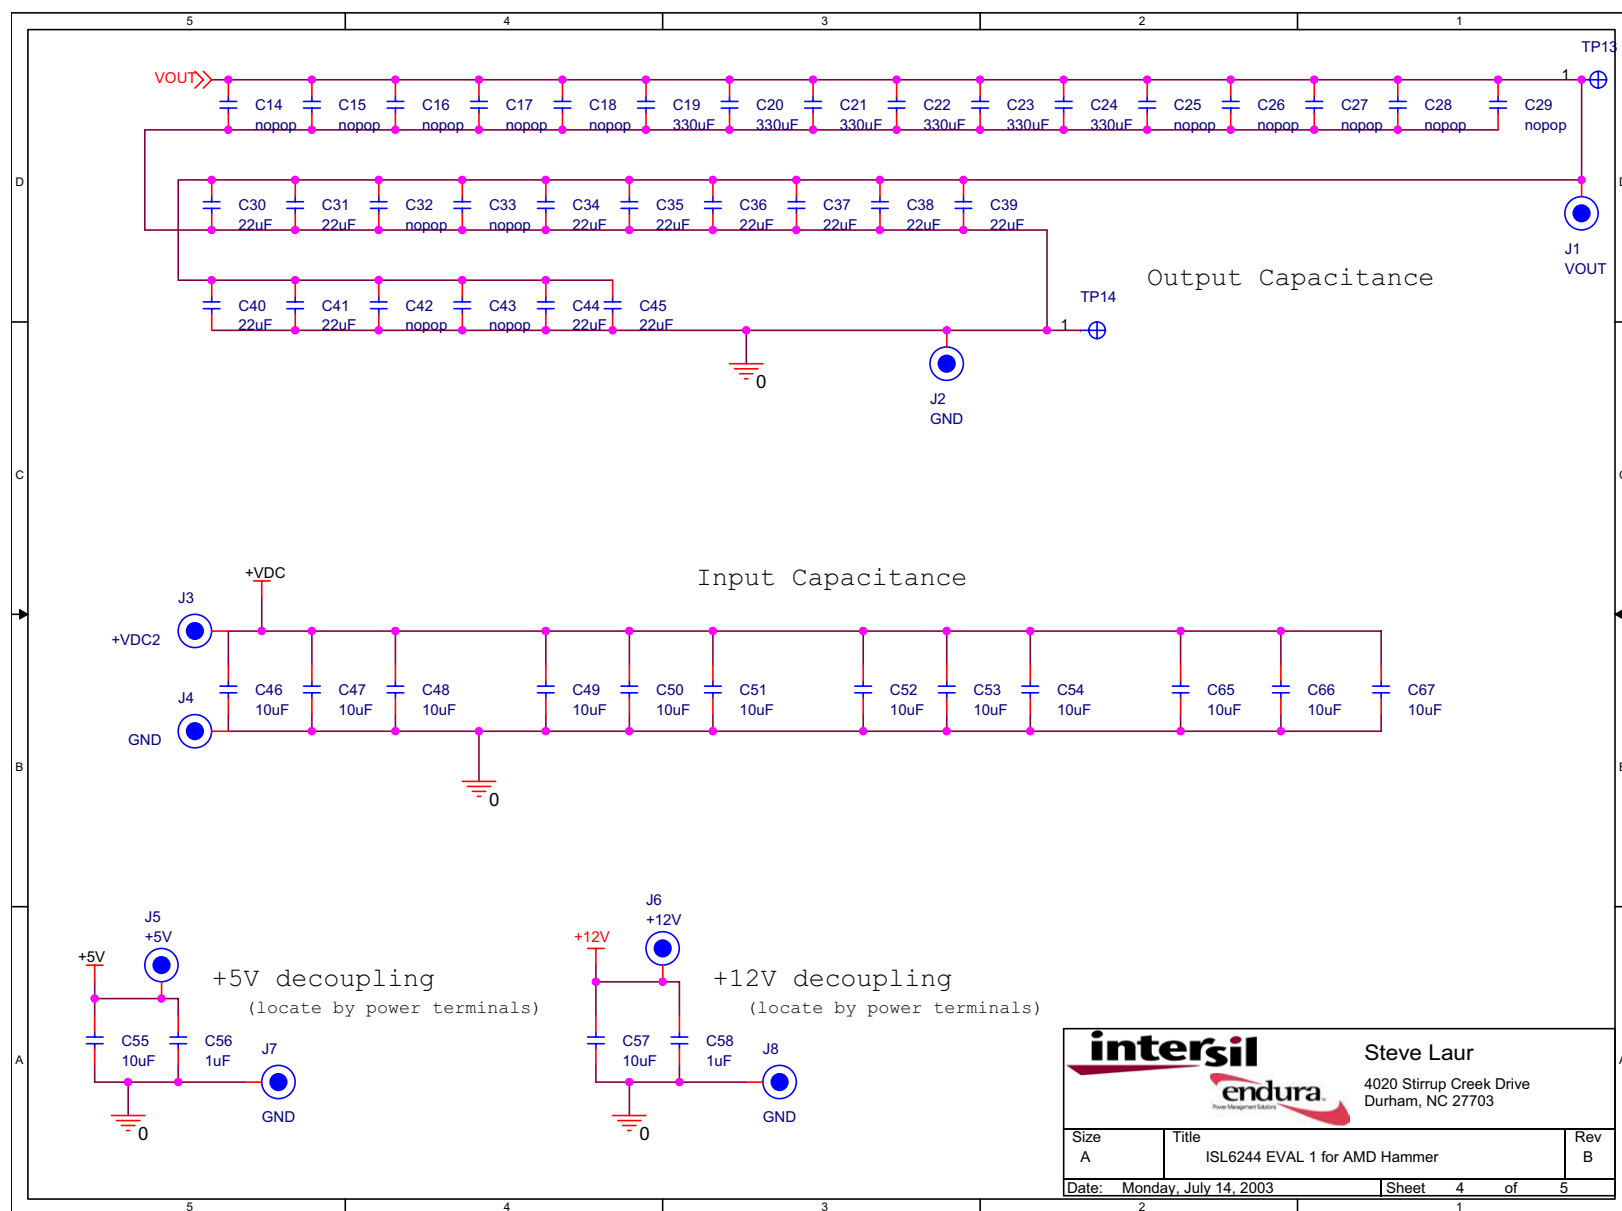 5 4 3 2 1
TP13
VOUT 1
C14 C15 C16 C17 C18 C19 C20 C21 C22 C23 C24 C25 C26 C27 C28 C29
nopop nopop nopop nopop nopop 330uF 330uF 330uF 330uF 330uF 330uF nopop nopop nopop nopop nopop
D D
C30 C31 C32 C33 C34 C35 C36 C37 C38 C39
22uF 22uF nopop nopop 22uF 22uF 22uF 22uF 22uF 22uF
J1
VOUT
Output Capacitance
TP14
C40 C41 C42 C43 C44 C45
22uF 22uF nopop nopop 22uF 22uF
1
0
J2
GND
C C
+VDC
Input Capacitance
J3
+VDC2
J4
GND
C46 C47 C48 C49 C50 C51 C52 C53 C54 C65 C66 C67
10uF 10uF 10uF 10uF 10uF 10uF 10uF 10uF 10uF 10uF 10uF 10uF
B B
0
J5
+5V
+5V
+5V decoupling
(locate by power terminals)
C55 C56
10uF 1uF
J7
GND
0
J6
+12V
+12V
+12V decoupling
(locate by power terminals)
C57 C58
10uF 1uF
J8
GND
0
A A
intersil
endura
Power Management Solutions
Steve Laur
4020 Stirrup Creek Drive
Durham, NC 27703
Size Title Rev
A ISL6244 EVAL 1 for AMD Hammer B
Date: Monday, July 14, 2003 Sheet 4 of 5
5 4 3 2 1